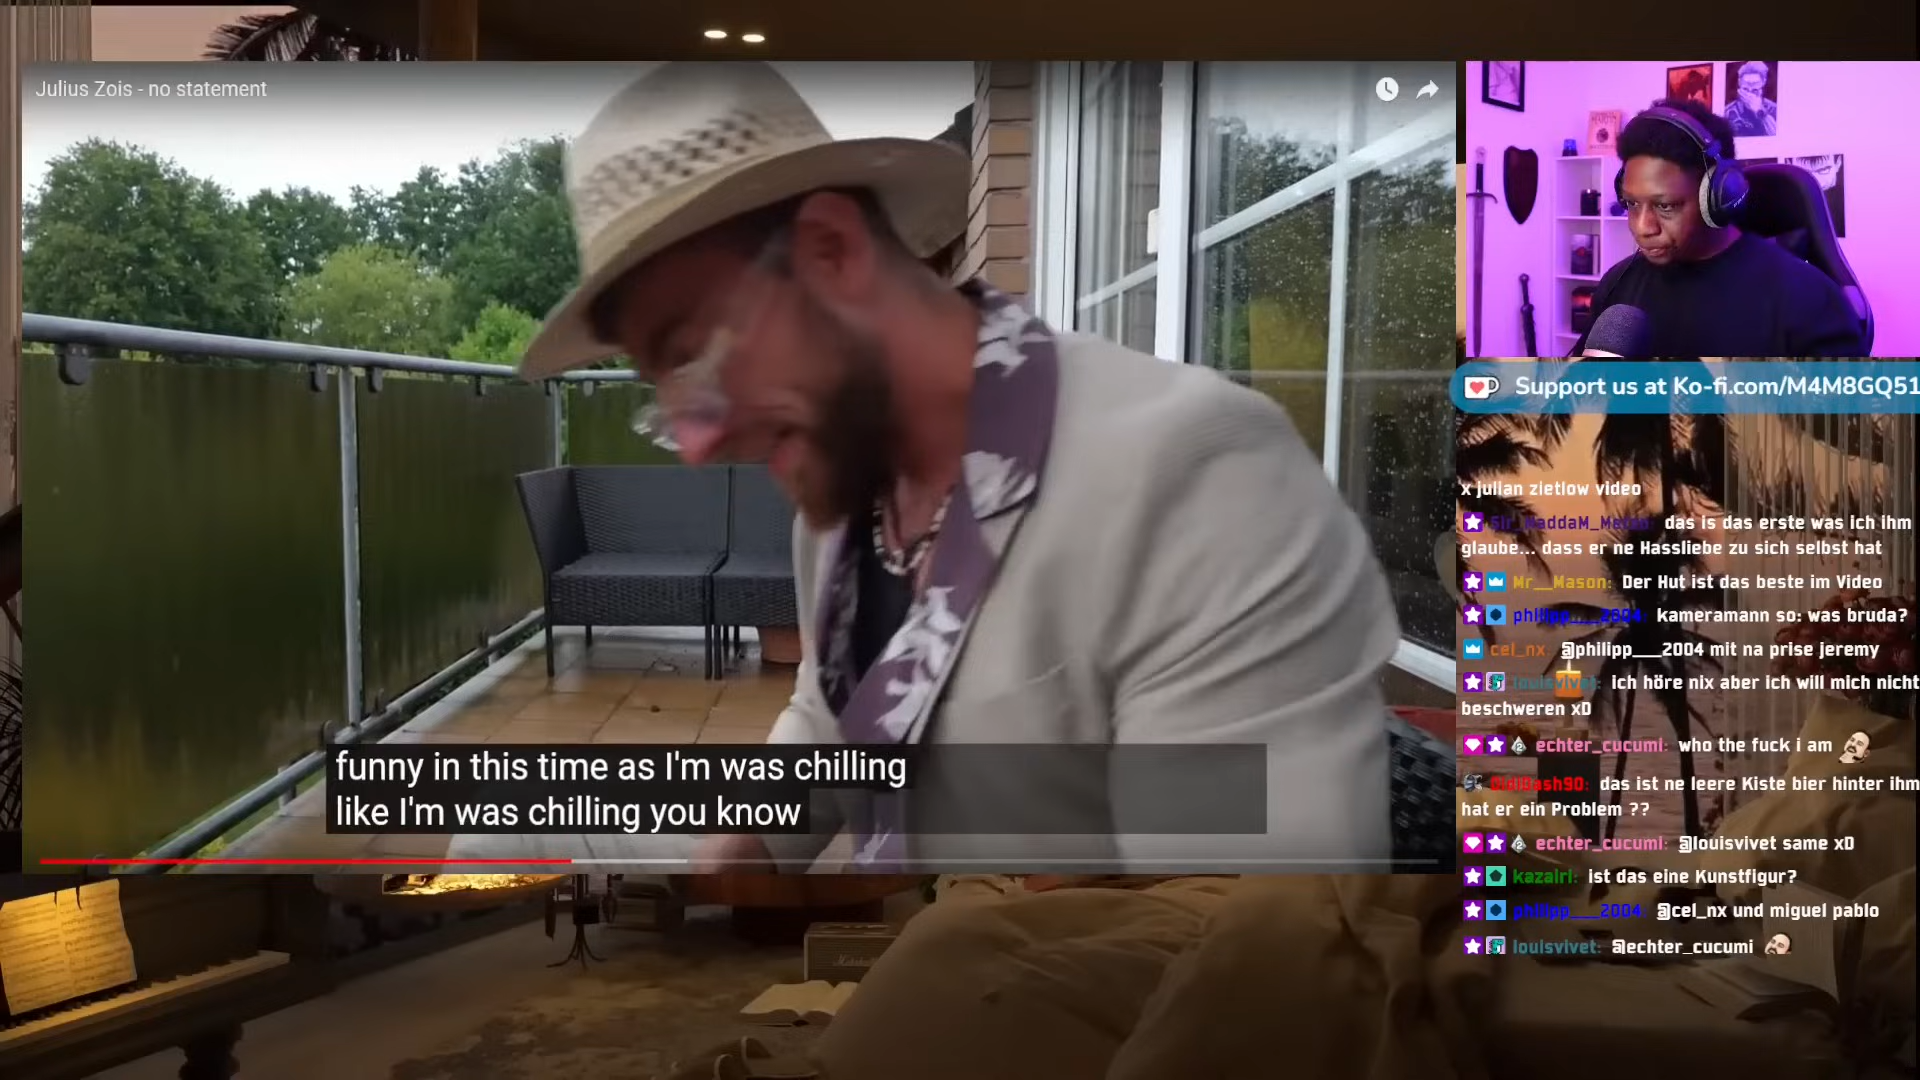 Julius Zois - no statement
funny in this time as I'm was chilling
like I'm was chilling you know
Support us at Ko-fi.com/M4M8GQ51
x julian zietlow video
das is das erste was ich ihm
glaube... dass er ne Hassliebe zu sich selbst hat
Mr__Mason: Der Hut ist das beste im Video
philipp___2004: kameramann so: was bruda?
cel_nx: @philipp___2004 mit na prise jeremy
louisvivet: ich höre nix aber ich will mich nicht
beschweren xD
echter_cucumi: who the fuck i am
das ist ne leere Kiste bier hinter ihm
hat er ein Problem ??
echter_cucumi: @louisvivet same xD
kazairi: ist das eine Kunstfigur?
philipp___2004: @cel_nx und miguel pablo
louisvivet: @echter_cucumi
Marshall